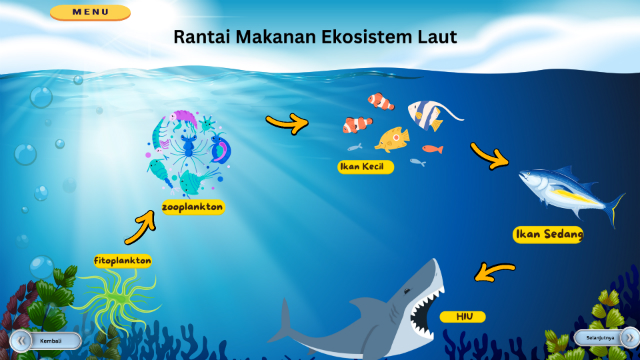 MENU
Rantai Makanan Ekosistem Laut
Ikan Kecil
zooplankton
Ikan Sedang
fitoplankton
HIU
Kembali
Selanjutnya